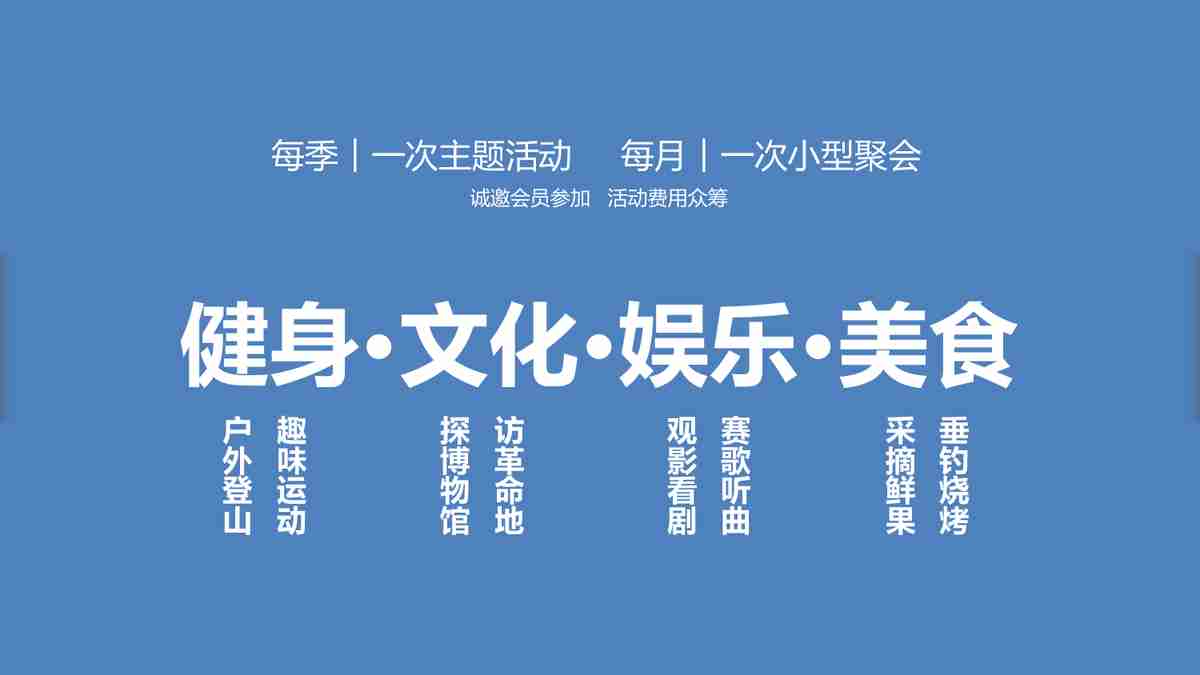 每季｜一次主题活动 每月｜一次小型聚会
诚邀会员参加 活动费用众筹
健身·文化·娱乐·美食
户外登山
趣味运动
探博物馆
访革命地
观影看剧
赛歌听曲
采摘鲜果
垂钓烧烤